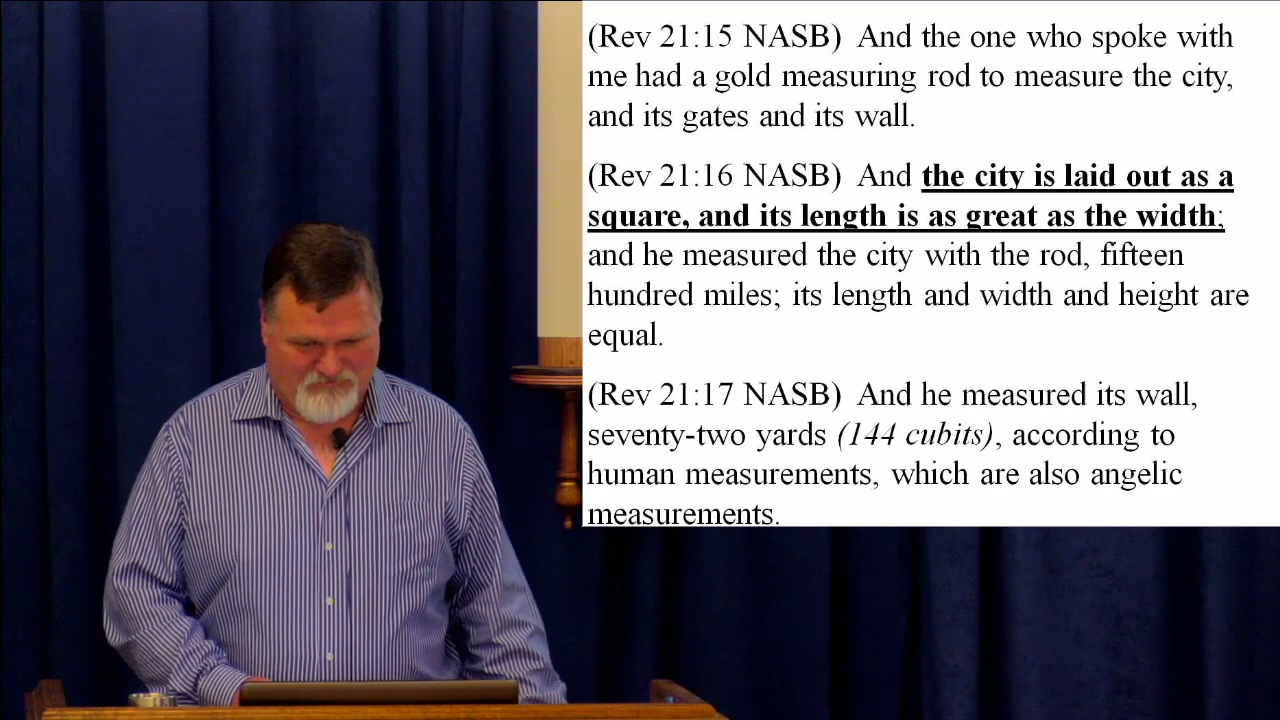 (Rev 21:15 NASB)  And the one who spoke with
me had a gold measuring rod to measure the city,
and its gates and its wall.
(Rev 21:16 NASB)  And the city is laid out as a
square, and its length is as great as the width;
and he measured the city with the rod, fifteen
hundred miles; its length and width and height are
equal.
(Rev 21:17 NASB)  And he measured its wall,
seventy-two yards (144 cubits), according to
human measurements, which are also angelic
measurements.